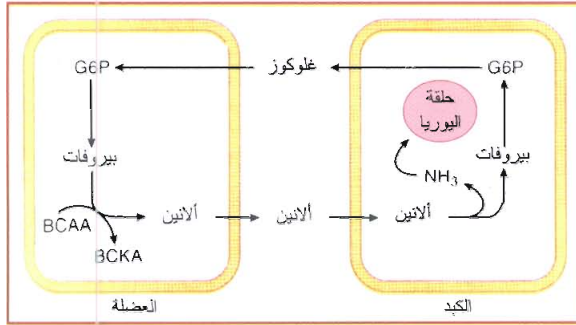 G6P
غلوكوز
G6P
حلقة
اليوريا
بيروفات
بيروفات
NH₃
ألانين
ألانين
ألانين
BCAA
BCKA
العضلة
الكبد